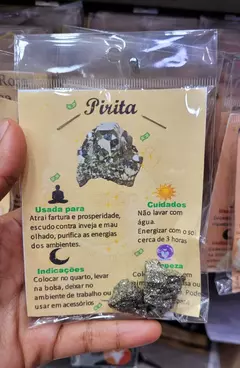 Pirita
Usada para
Atrai fartura e prosperidade,
escudo contra inveja e mau
olhado, purifica as energias
dos ambientes.
Cuidados
Não lavar com
água.
Energizar com o sol
cerca de 3 horas
Indicações
Colocar no quarto, levar
na bolsa, deixar no
ambiente de trabalho ou
usar em acessórios